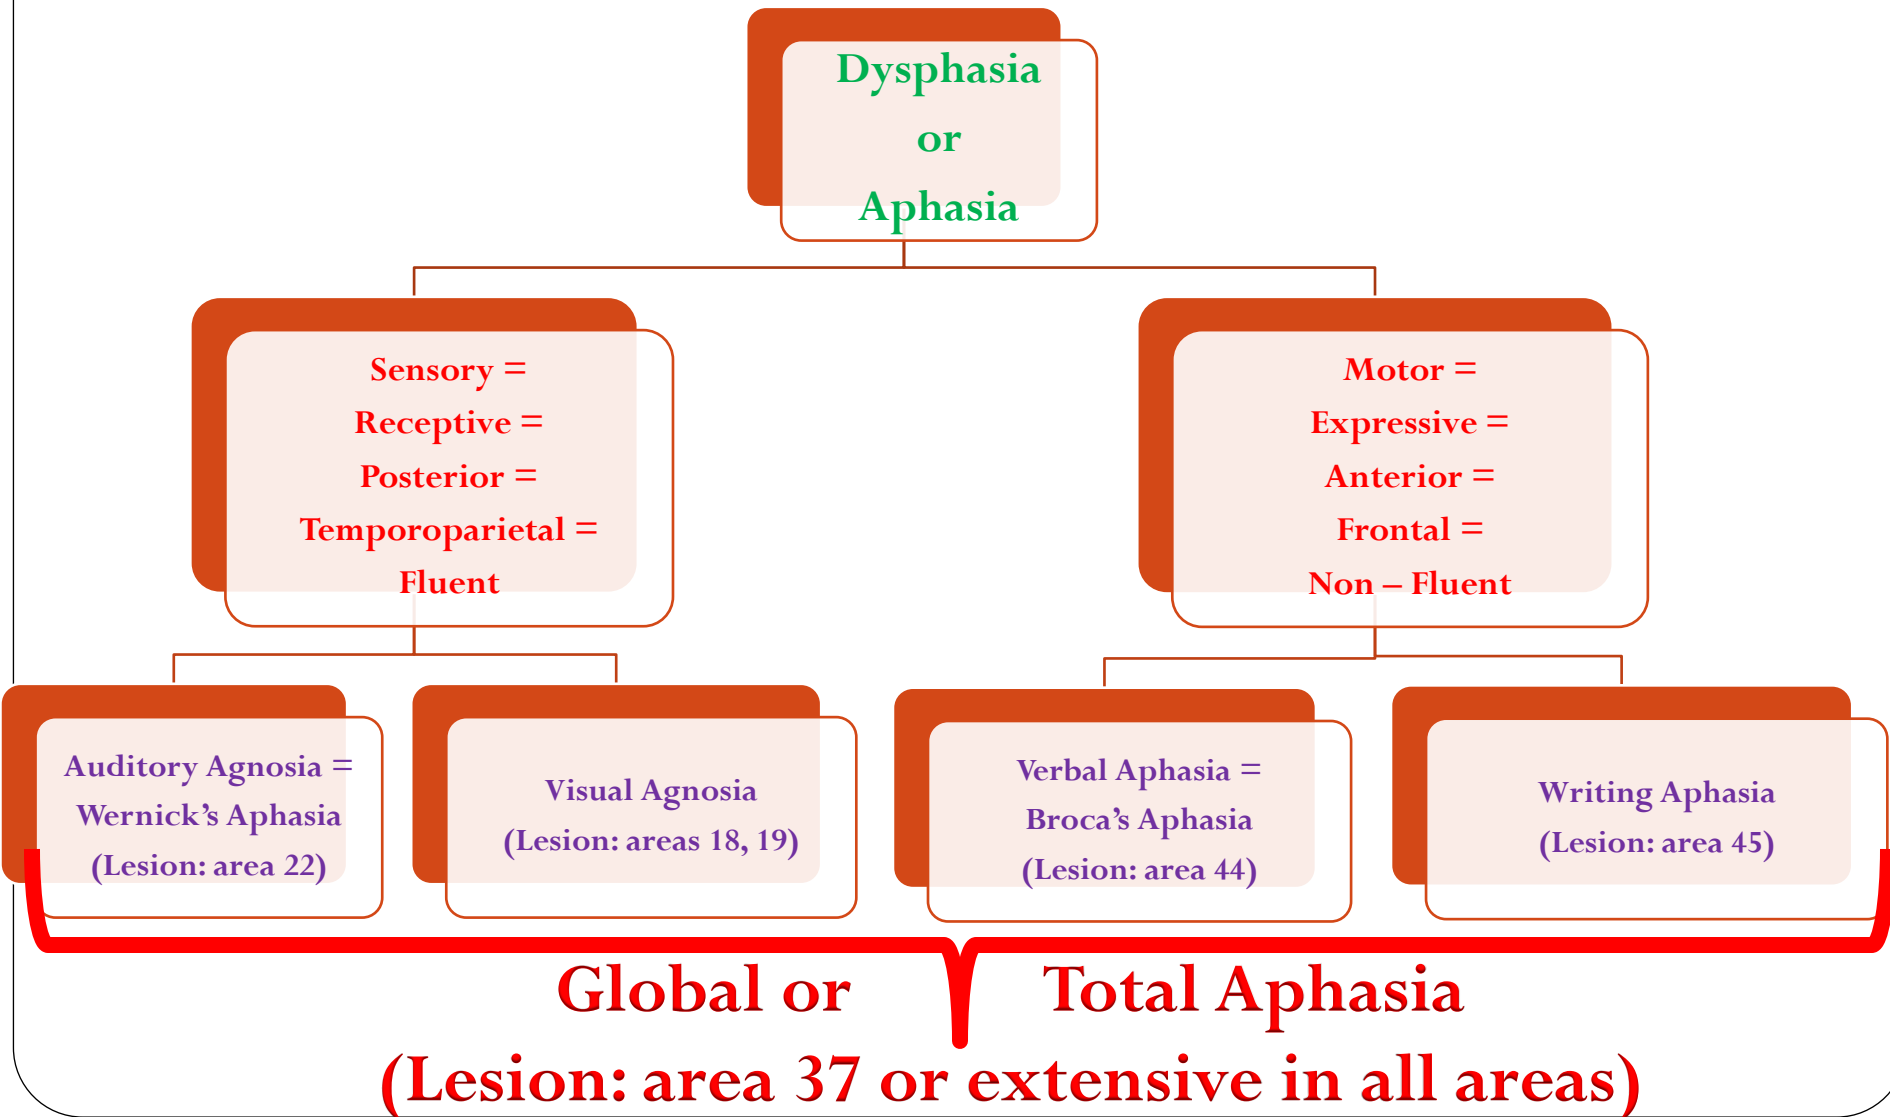 Dysphasia
or
Aphasia
Sensory =
Receptive =
Posterior =
Temporoparietal =
Fluent
Motor =
Expressive =
Anterior =
Frontal =
Non – Fluent
Auditory Agnosia =
Wernick’s Aphasia
(Lesion: area 22)
Visual Agnosia
(Lesion: areas 18, 19)
Verbal Aphasia =
Broca’s Aphasia
(Lesion: area 44)
Writing Aphasia
(Lesion: area 45)
Global or Total Aphasia
(Lesion: area 37 or extensive in all areas)